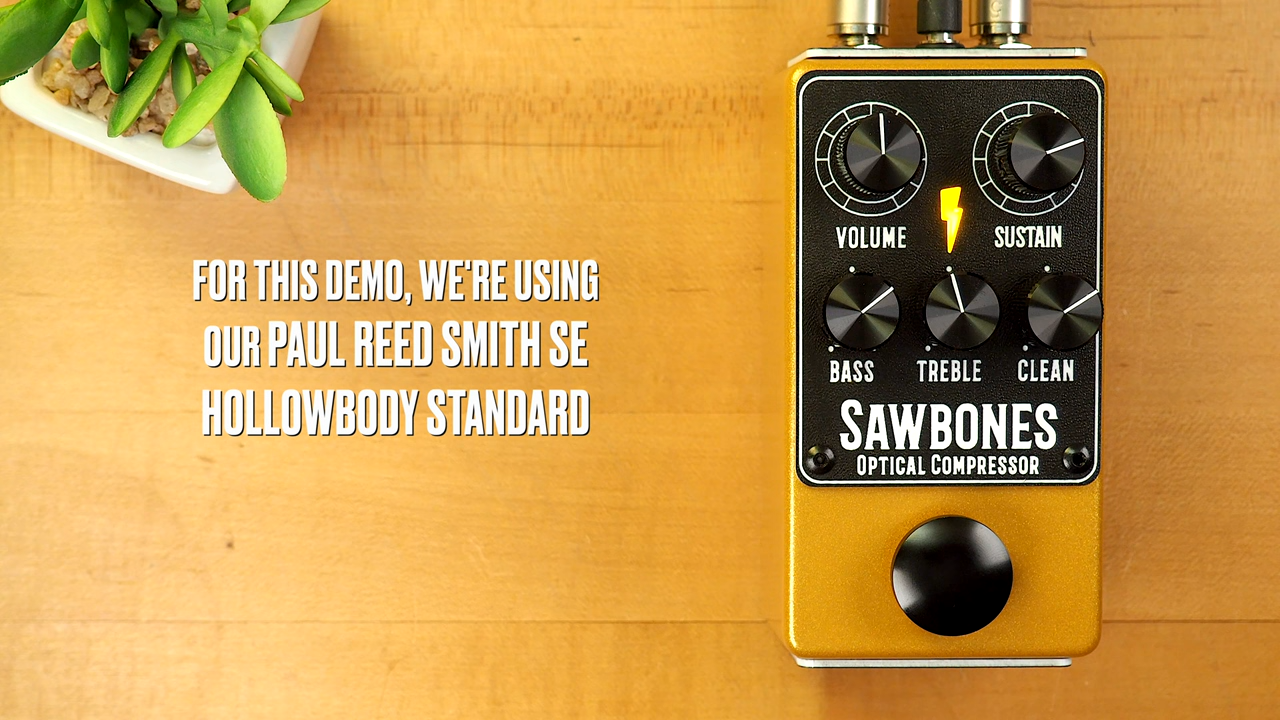 FOR THIS DEMO, WE'RE USING
OUR PAUL REED SMITH SE
HOLLOWBODY STANDARD
VOLUME SUSTAIN
BASS TREBLE CLEAN
SAWBONES
OPTICAL COMPRESSOR